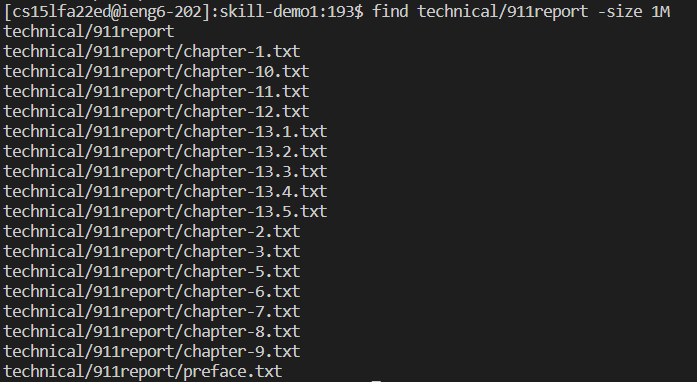 [cs15lfa22ed@ieng6-202]:skill-demo1:193$ find technical/911report -size 1M
technical/911report
technical/911report/chapter-1.txt
technical/911report/chapter-10.txt
technical/911report/chapter-11.txt
technical/911report/chapter-12.txt
technical/911report/chapter-13.1.txt
technical/911report/chapter-13.2.txt
technical/911report/chapter-13.3.txt
technical/911report/chapter-13.4.txt
technical/911report/chapter-13.5.txt
technical/911report/chapter-2.txt
technical/911report/chapter-3.txt
technical/911report/chapter-5.txt
technical/911report/chapter-6.txt
technical/911report/chapter-7.txt
technical/911report/chapter-8.txt
technical/911report/chapter-9.txt
technical/911report/preface.txt